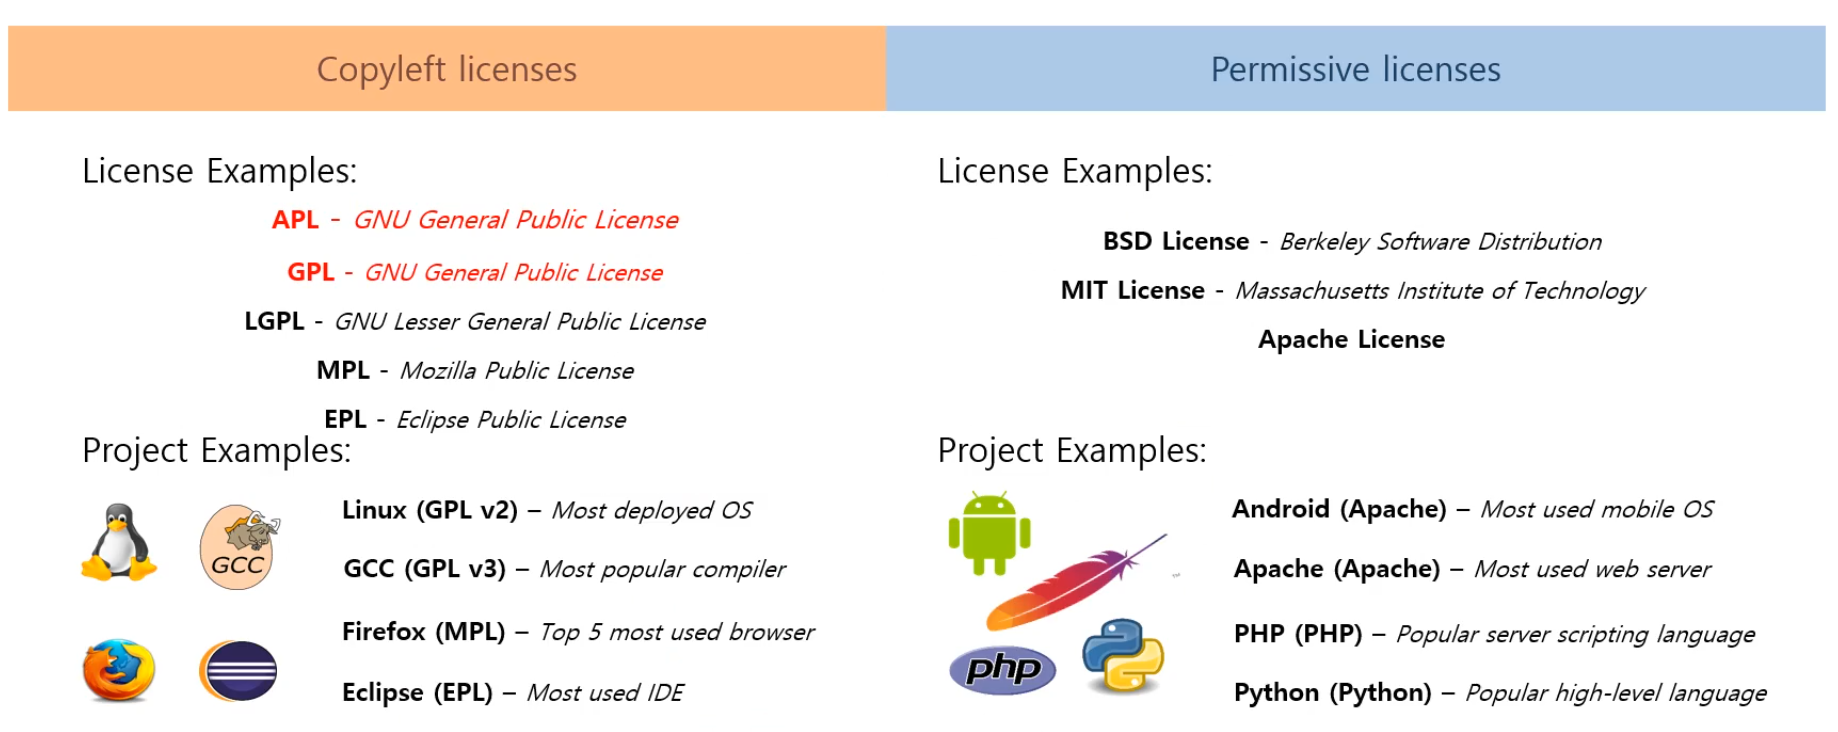 Copyleft licenses
Permissive licenses
License Examples:
APL - GNU General Public License
GPL - GNU General Public License
LGPL - GNU Lesser General Public License
MPL - Mozilla Public License
EPL - Eclipse Public License
Project Examples:
GCC
Linux (GPL v2) – Most deployed OS
GCC (GPL v3) – Most popular compiler
Firefox (MPL) – Top 5 most used browser
Eclipse (EPL) – Most used IDE
License Examples:
BSD License - Berkeley Software Distribution
MIT License - Massachusetts Institute of Technology
Apache License
Project Examples:
TM
php
Android (Apache) – Most used mobile OS
Apache (Apache) – Most used web server
PHP (PHP) – Popular server scripting language
Python (Python) – Popular high-level language